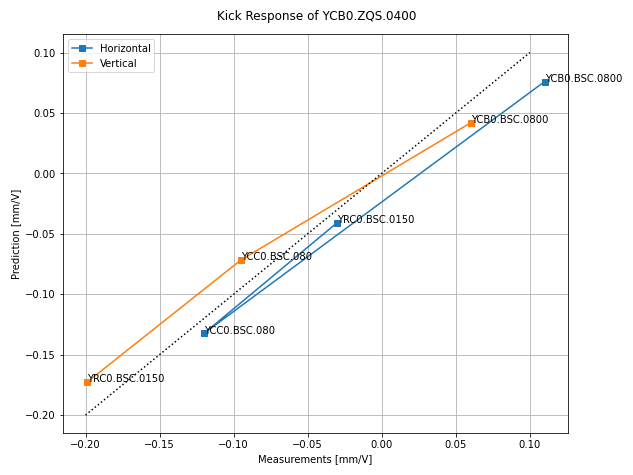 Kick Response of YCB0.ZQS.0400
Horizontal
Vertical
YCB0.BSC.0800
YCB0.BSC.0800
YRC0.BSC.0150
YCC0.BSC.080
YCC0.BSC.080
YRC0.BSC.0150
0.10
0.05
0.00
−0.05
−0.10
−0.15
−0.20
Prediction [mm/V]
−0.20
−0.15
−0.10
−0.05
0.00
0.05
0.10
Measurements [mm/V]